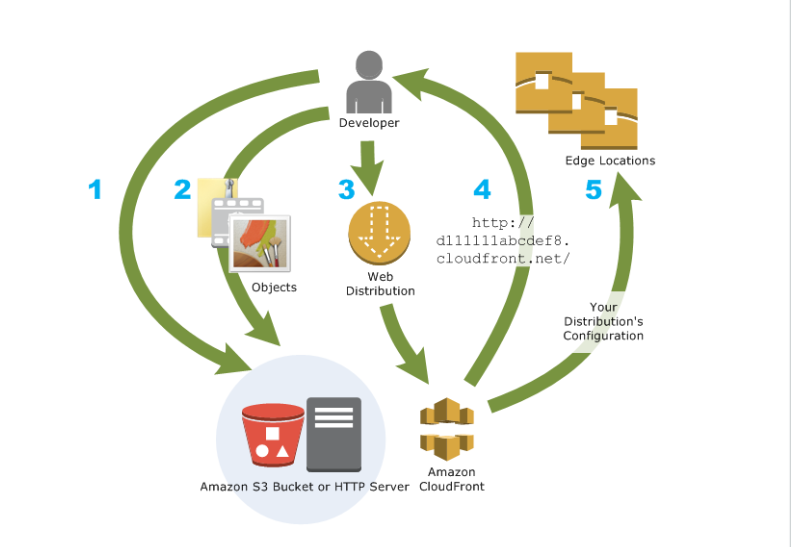 Developer
Edge Locations
1
2
3
4
5
http://
d111111abcdef8.
cloudfront.net/
Objects
Web
Distribution
Your
Distribution's
Configuration
Amazon S3 Bucket or HTTP Server
Amazon
CloudFront